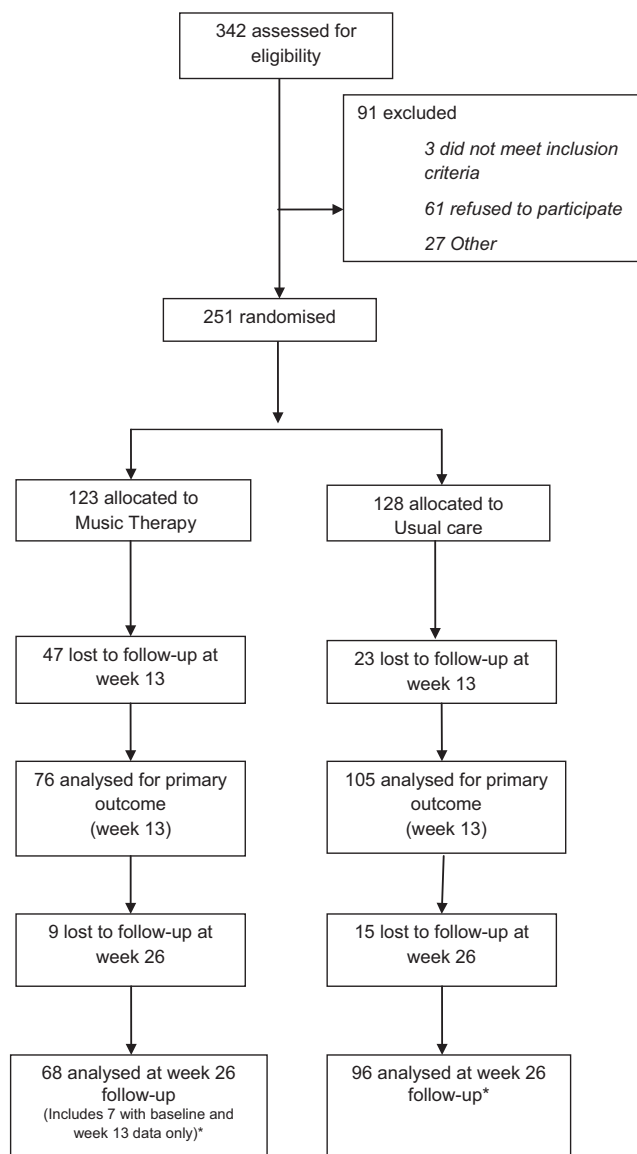 342 assessed for
eligibility
91 excluded
3 did not meet inclusion
criteria
61 refused to participate
27 Other
251 randomised
123 allocated to
Music Therapy
128 allocated to
Usual care
47 lost to follow-up at
week 13
23 lost to follow-up at
week 13
76 analysed for primary
outcome
(week 13)
105 analysed for primary
outcome
(week 13)
9 lost to follow-up at
week 26
15 lost to follow-up at
week 26
68 analysed at week 26
follow-up
(Includes 7 with baseline and
week 13 data only)*
96 analysed at week 26
follow-up*